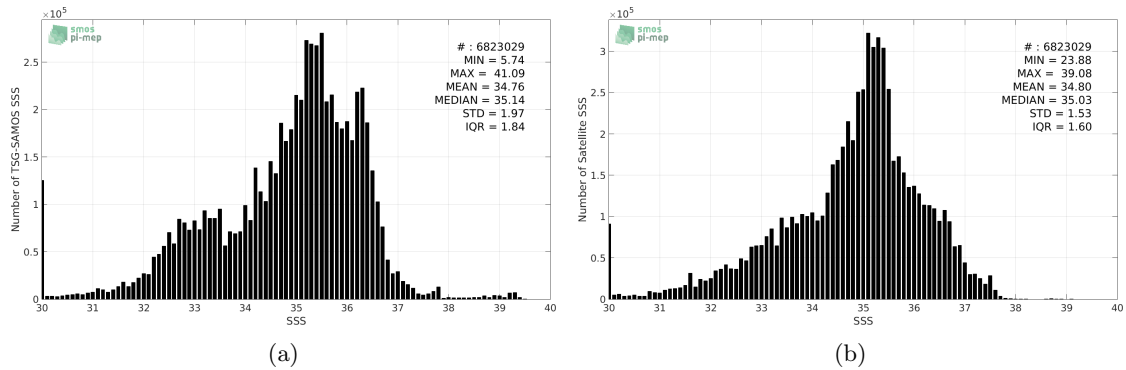 ×10⁵
smos
pi-mep
# : 6823029
MIN = 5.74
MAX = 41.09
MEAN = 34.76
MEDIAN = 35.14
STD = 1.97
IQR = 1.84
Number of TSG-SAMOS SSS
2.5
2
1.5
1
0.5
0
30 31 32 33 34 35 36 37 38 39 40
SSS
(a)
×10⁵
smos
pi-mep
# : 6823029
MIN = 23.88
MAX = 39.08
MEAN = 34.80
MEDIAN = 35.03
STD = 1.53
IQR = 1.60
Number of Satellite SSS
3
2.5
2
1.5
1
0.5
0
30 31 32 33 34 35 36 37 38 39 40
SSS
(b)